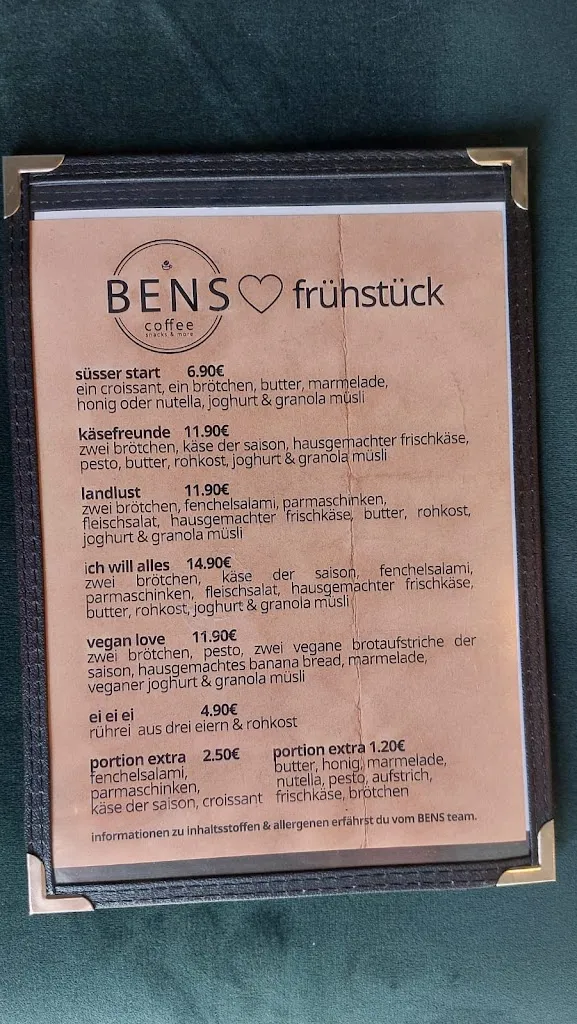 BENS
coffee
snacks & more
frühstück
süsser start 6.90€
ein croissant, ein brötchen, butter, marmelade,
honig oder nutella, joghurt & granola müsli
käsefreunde 11.90€
zwei brötchen, käse der saison, hausgemachter frischkäse,
pesto, butter, rohkost, joghurt & granola müsli
landlust 11.90€
zwei brötchen, fenchelsalami, parmaschinken,
fleischsalat, hausgemachter frischkäse, butter, rohkost,
joghurt & granola müsli
ich will alles 14.90€
zwei brötchen, käse der saison, fenchelsalami,
parmaschinken, fleischsalat, hausgemachter frischkäse,
butter, rohkost, joghurt & granola müsli
vegan love 11.90€
zwei brötchen, pesto, zwei vegane brotaufstriche der
saison, hausgemachtes banana bread, marmelade,
veganer joghurt & granola müsli
ei ei ei 4.90€
rührei aus drei eiern & rohkost
portion extra 2.50€
fenchelsalami,
parmaschinken,
käse der saison, croissant
portion extra 1.20€
butter, honig, marmelade,
nutella, pesto, aufstrich,
frischkäse, brötchen
informationen zu inhaltsstoffen & allergenen erfährst du vom BENS team.